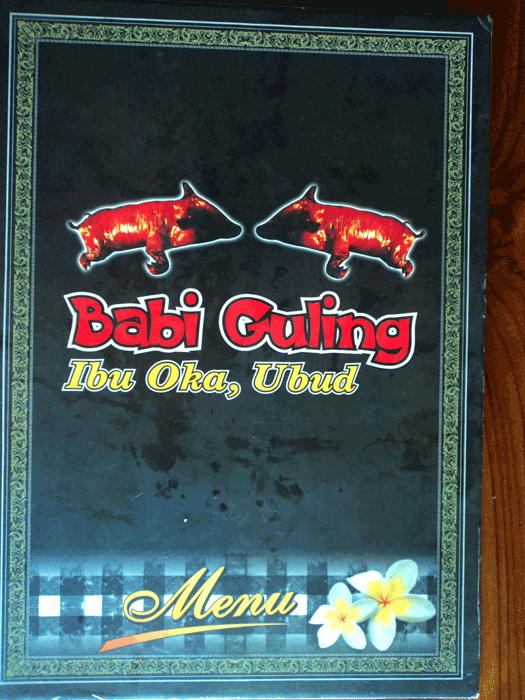 Babi Guling
Ibu Oka, Ubud
Menu